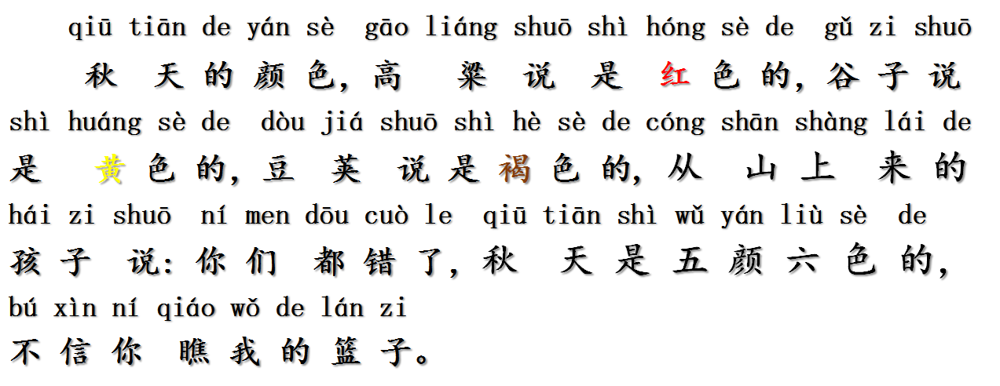 qiū tiān de yán sè gāo liáng shuō shì hóng sè de gǔ zi shuō
秋天的颜色,高粱说是红色的,谷子说
shì huáng sè de dòu jiá shuō shì hè sè de cóng shān shàng lái de
是黄色的,豆荚说是褐色的,从山上来的
hái zi shuō ní men dōu cuò le qiū tiān shì wǔ yán liù sè de
孩子说:你们都错了,秋天是五颜六色的,
bú xìn ní qiáo wǒ de lán zi
不信你瞧我的篮子。